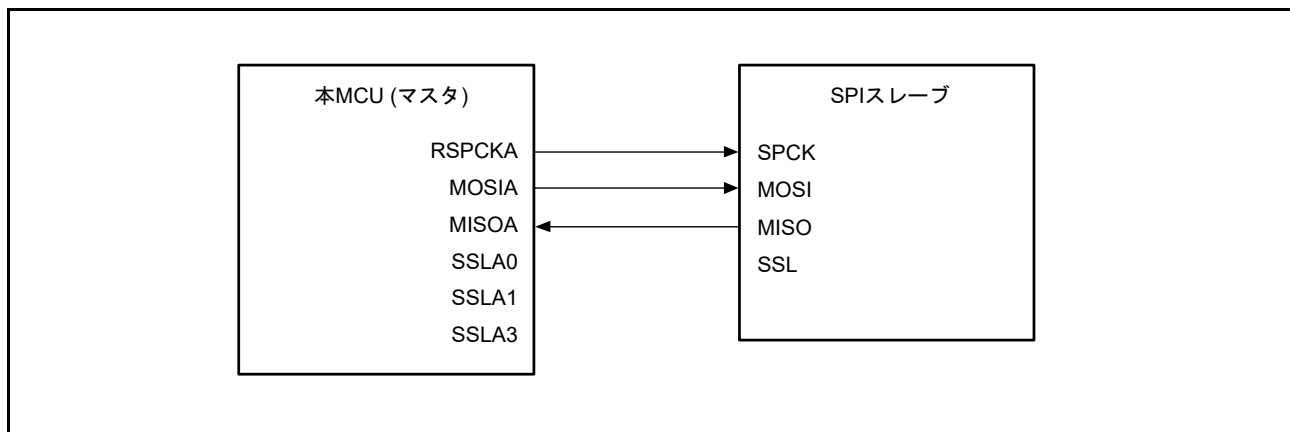 本MCU (マスタ)
RSPCKA
MOSIA
MISOA
SSLA0
SSLA1
SSLA3
SPIスレーブ
SPCK
MOSI
MISO
SSL